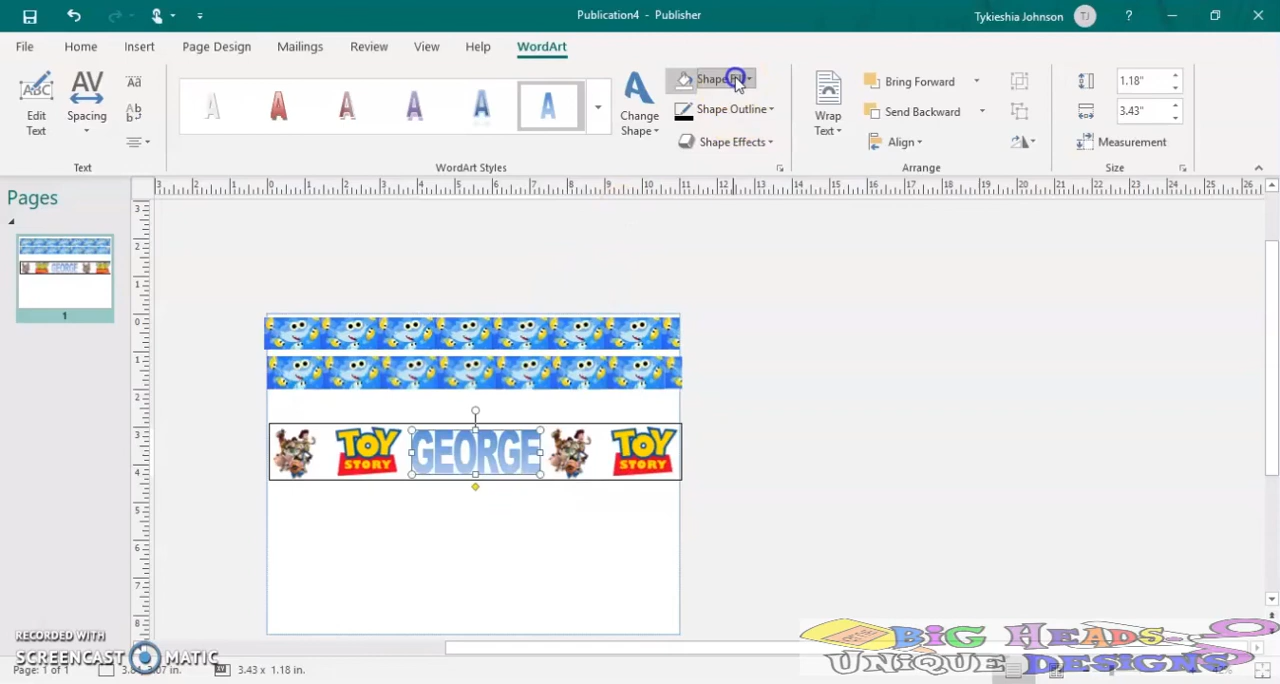 Publication4 - Publisher
Tykieshia Johnson TJ ?
File Home Insert Page Design Mailings Review View Help WordArt
Edit Text
Spacing
Text
WordArt Styles
Change Shape
Shape Fill
Shape Outline
Shape Effects
Wrap Text
Bring Forward
Send Backward
Align
Arrange
1.18"
3.43"
Measurement
Size
Pages
1
TOY STORY GEORGE TOY STORY
RECORDED WITH
SCREENCAST MATIC
Page: 1 of 1
3.43 x 1.18 in.
BiG HEADS
UNiQUE DESiGNS